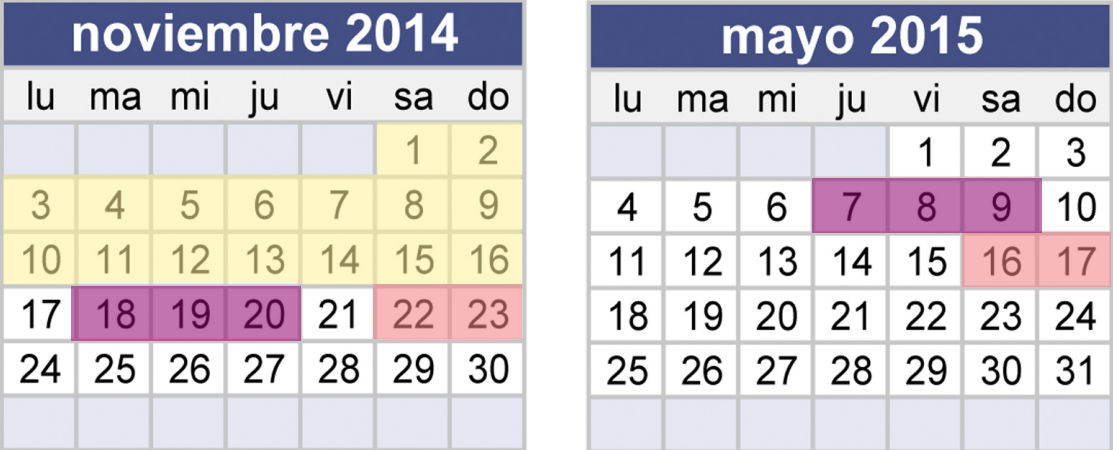 noviembre 2014
lu ma mi ju vi sa do
1 2
3 4 5 6 7 8 9
10 11 12 13 14 15 16
17 18 19 20 21 22 23
24 25 26 27 28 29 30
mayo 2015
lu ma mi ju vi sa do
1 2 3
4 5 6 7 8 9 10
11 12 13 14 15 16 17
18 19 20 21 22 23 24
25 26 27 28 29 30 31